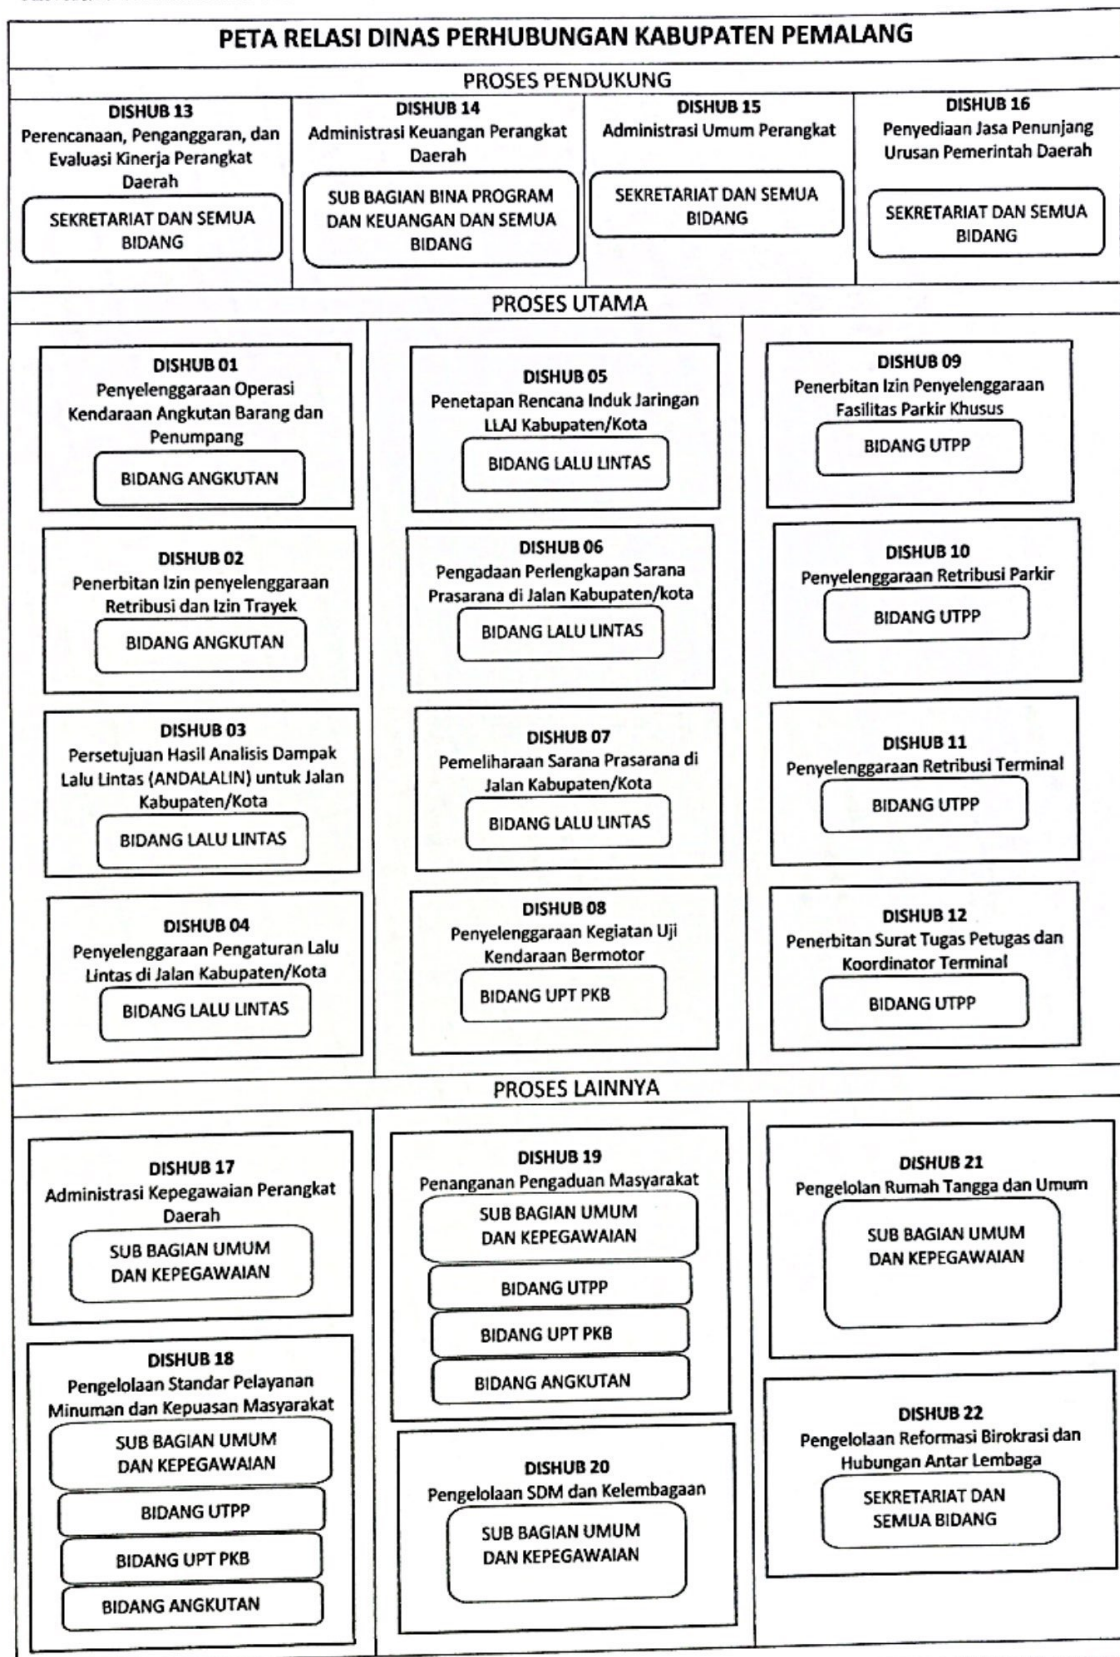 PETA RELASI DINAS PERHUBUNGAN KABUPATEN PEMALANG
PROSES PENDUKUNG
DISHUB 13
Perencanaan, Penganggaran, dan
Evaluasi Kinerja Perangkat
Daerah
SEKRETARIAT DAN SEMUA
BIDANG
DISHUB 14
Administrasi Keuangan Perangkat
Daerah
SUB BAGIAN BINA PROGRAM
DAN KEUANGAN DAN SEMUA
BIDANG
DISHUB 15
Administrasi Umum Perangkat
SEKRETARIAT DAN SEMUA
BIDANG
DISHUB 16
Penyediaan Jasa Penunjang
Urusan Pemerintah Daerah
SEKRETARIAT DAN SEMUA
BIDANG
PROSES UTAMA
DISHUB 01
Penyelenggaraan Operasi
Kendaraan Angkutan Barang dan
Penumpang
BIDANG ANGKUTAN
DISHUB 02
Penerbitan Izin penyelenggaraan
Retribusi dan Izin Trayek
BIDANG ANGKUTAN
DISHUB 03
Persetujuan Hasil Analisis Dampak
Lalu Lintas (ANDALALIN) untuk Jalan
Kabupaten/Kota
BIDANG LALU LINTAS
DISHUB 04
Penyelenggaraan Pengaturan Lalu
Lintas di Jalan Kabupaten/Kota
BIDANG LALU LINTAS
DISHUB 05
Penetapan Rencana Induk Jaringan
LLAJ Kabupaten/Kota
BIDANG LALU LINTAS
DISHUB 06
Pengadaan Perlengkapan Sarana
Prasarana di Jalan Kabupaten/kota
BIDANG LALU LINTAS
DISHUB 07
Pemeliharaan Sarana Prasarana di
Jalan Kabupaten/Kota
BIDANG LALU LINTAS
DISHUB 08
Penyelenggaraan Kegiatan Uji
Kendaraan Bermotor
BIDANG UPT PKB
DISHUB 09
Penerbitan Izin Penyelenggaraan
Fasilitas Parkir Khusus
BIDANG UTPP
DISHUB 10
Penyelenggaraan Retribusi Parkir
BIDANG UTPP
DISHUB 11
Penyelenggaraan Retribusi Terminal
BIDANG UTPP
DISHUB 12
Penerbitan Surat Tugas Petugas dan
Koordinator Terminal
BIDANG UTPP
PROSES LAINNYA
DISHUB 17
Administrasi Kepegawaian Perangkat
Daerah
SUB BAGIAN UMUM
DAN KEPEGAWAIAN
DISHUB 18
Pengelolaan Standar Pelayanan
Minuman dan Kepuasan Masyarakat
SUB BAGIAN UMUM
DAN KEPEGAWAIAN
BIDANG UTPP
BIDANG UPT PKB
BIDANG ANGKUTAN
DISHUB 19
Penanganan Pengaduan Masyarakat
SUB BAGIAN UMUM
DAN KEPEGAWAIAN
BIDANG UTPP
BIDANG UPT PKB
BIDANG ANGKUTAN
DISHUB 20
Pengelolaan SDM dan Kelembagaan
SUB BAGIAN UMUM
DAN KEPEGAWAIAN
DISHUB 21
Pengelolan Rumah Tangga dan Umum
SUB BAGIAN UMUM
DAN KEPEGAWAIAN
DISHUB 22
Pengelolaan Reformasi Birokrasi dan
Hubungan Antar Lembaga
SEKRETARIAT DAN
SEMUA BIDANG